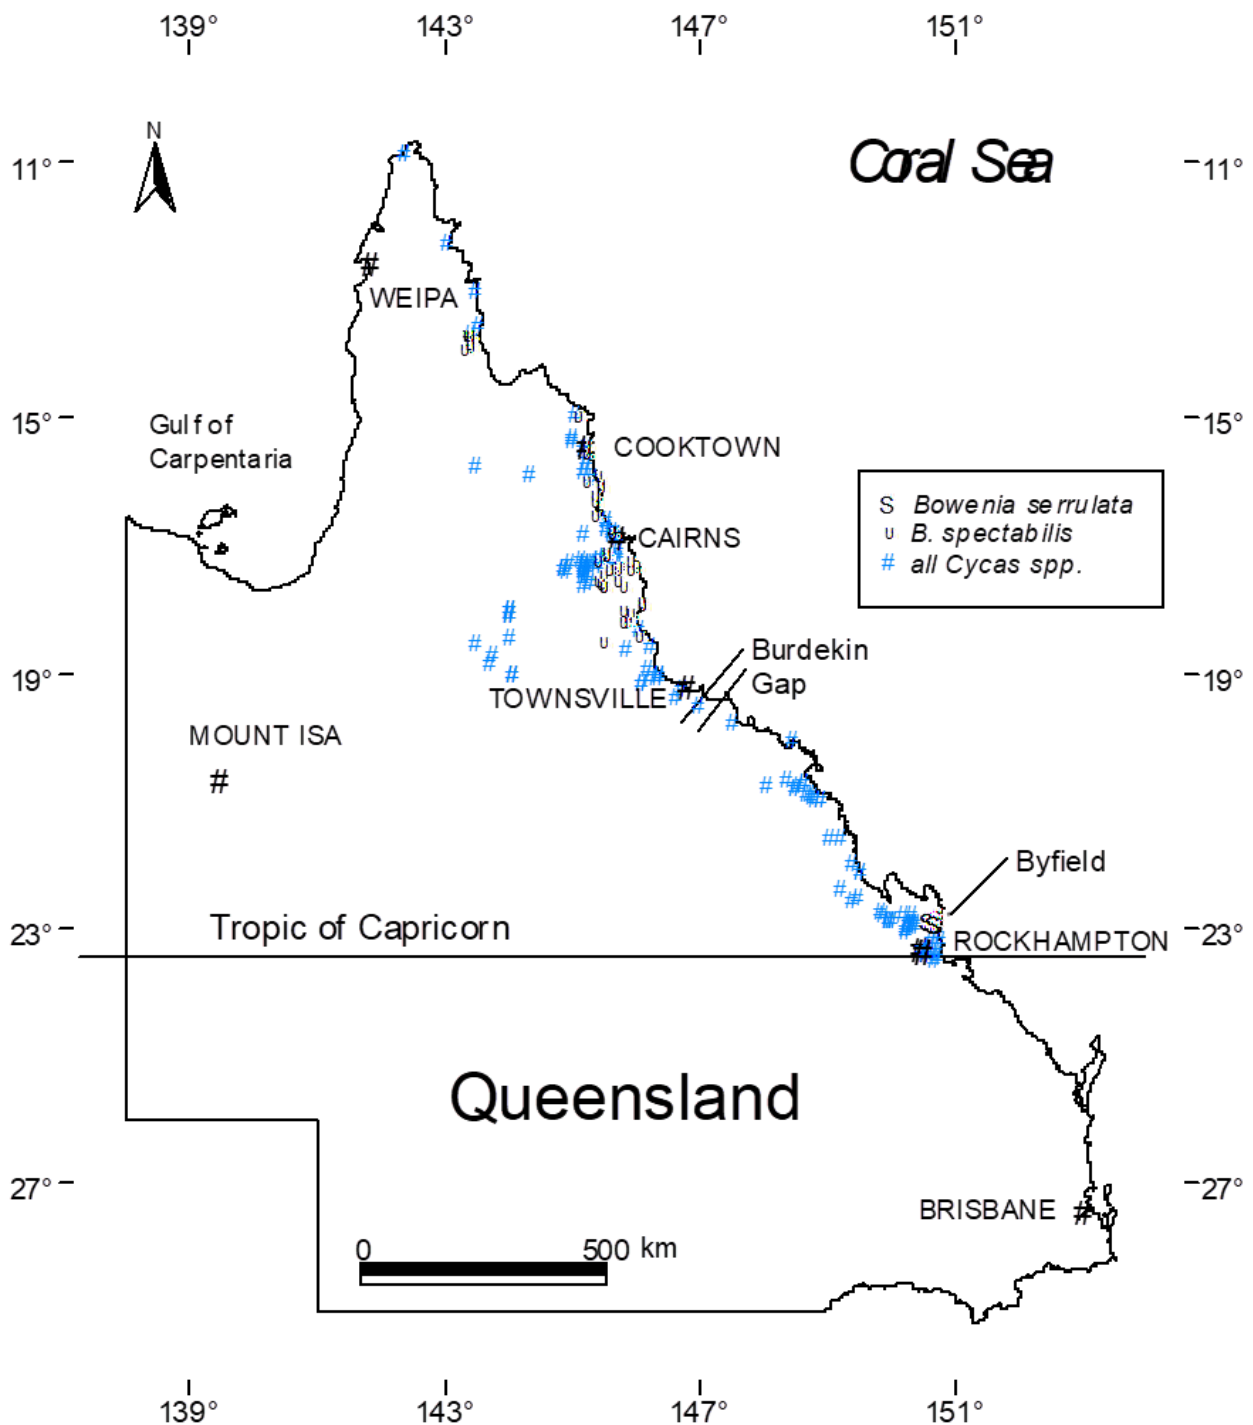 139° 143° 147° 151°
N
Coral Sea
11° 11°
WEIPA
Gulf of
Carpentaria
15° 15°
COOKTOWN
S Bowenia serrulata
U B. spectabilis
# all Cycas spp.
CAIRNS
Burdekin
Gap
19° 19°
TOWNSVILLE
MOUNT ISA
#
Byfield
Tropic of Capricorn
23° 23°
ROCKHAMPTON
Queensland
27° 27°
BRISBANE
0 500 km
139° 143° 147° 151°